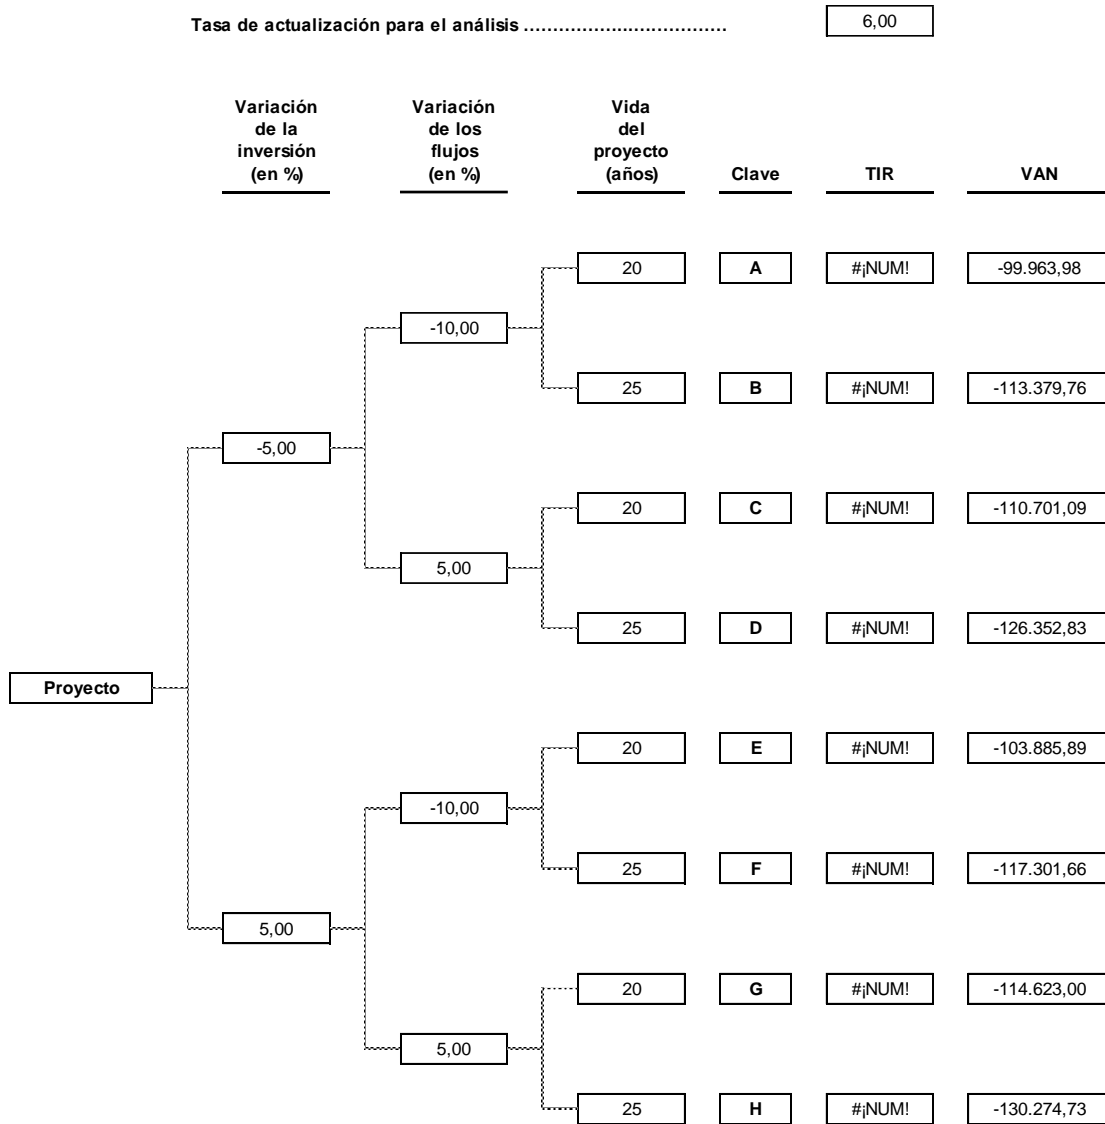 Tasa de actualización para el análisis ................................... 6,00
Variación de la inversión (en %)
Variación de los flujos (en %)
Vida del proyecto (años)
Clave
TIR
VAN
20 A #¡NUM! -99.963,98
-10,00
25 B #¡NUM! -113.379,76
-5,00
20 C #¡NUM! -110.701,09
5,00
25 D #¡NUM! -126.352,83
Proyecto
20 E #¡NUM! -103.885,89
-10,00
25 F #¡NUM! -117.301,66
5,00
20 G #¡NUM! -114.623,00
5,00
25 H #¡NUM! -130.274,73